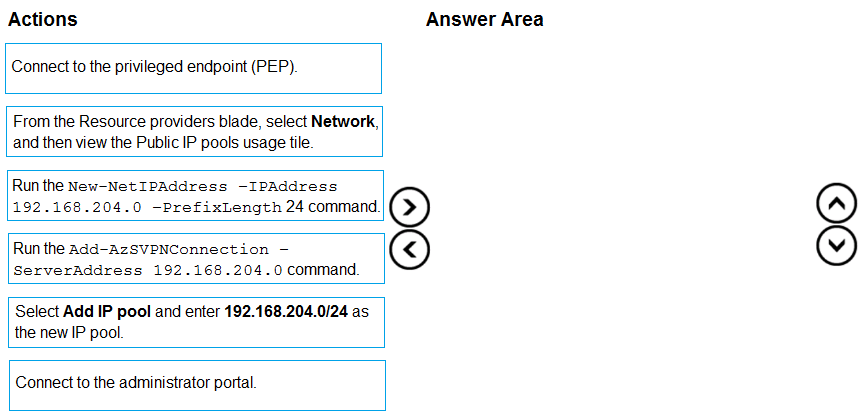 Actions
Answer Area
Connect to the privileged endpoint (PEP).
From the Resource providers blade, select Network,
and then view the Public IP pools usage tile.
Run the New-NetIPAddress –IPAddress
192.168.204.0 –PrefixLength 24 command.
Run the Add-AzSVPNConnection –
ServerAddress 192.168.204.0 command.
Select Add IP pool and enter 192.168.204.0/24 as
the new IP pool.
Connect to the administrator portal.